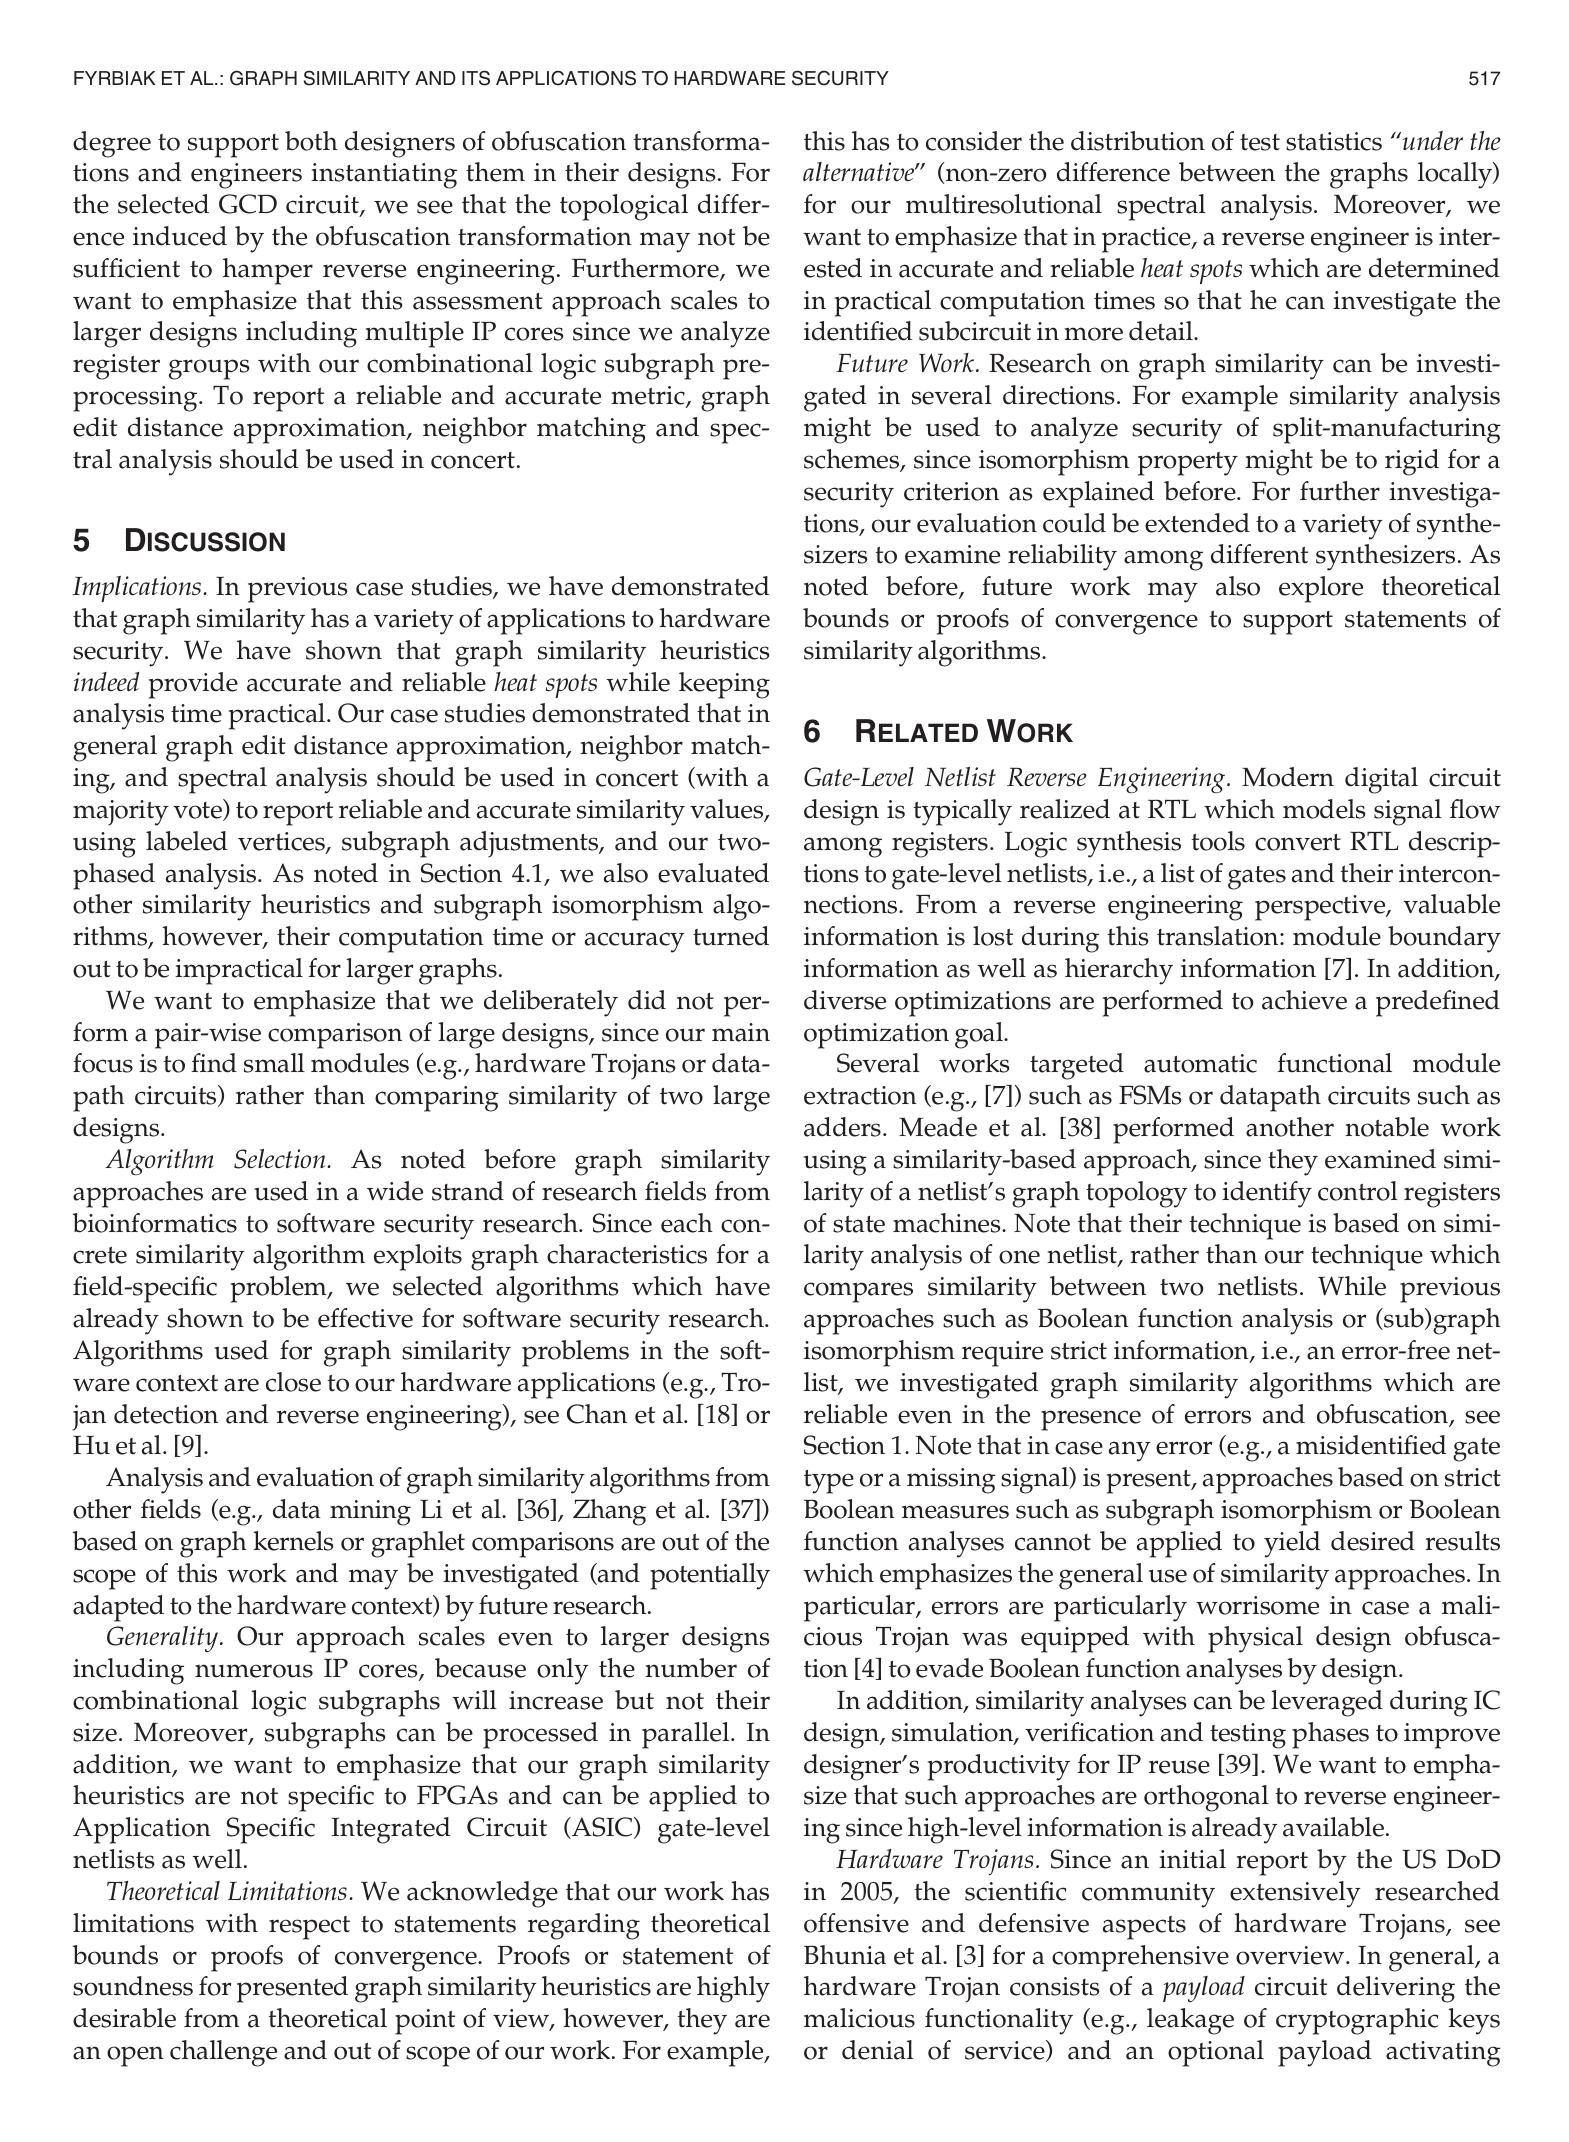 FYRBIAK ET AL.: GRAPH SIMILARITY AND ITS APPLICATIONS TO HARDWARE SECURITY 517
degree to support both designers of obfuscation transforma-
tions and engineers instantiating them in their designs. For
the selected GCD circuit, we see that the topological differ-
ence induced by the obfuscation transformation may not be
sufficient to hamper reverse engineering. Furthermore, we
want to emphasize that this assessment approach scales to
larger designs including multiple IP cores since we analyze
register groups with our combinational logic subgraph pre-
processing. To report a reliable and accurate metric, graph
edit distance approximation, neighbor matching and spec-
tral analysis should be used in concert.
5 DISCUSSION
Implications. In previous case studies, we have demonstrated
that graph similarity has a variety of applications to hardware
security. We have shown that graph similarity heuristics
indeed provide accurate and reliable heat spots while keeping
analysis time practical. Our case studies demonstrated that in
general graph edit distance approximation, neighbor match-
ing, and spectral analysis should be used in concert (with a
majority vote) to report reliable and accurate similarity values,
using labeled vertices, subgraph adjustments, and our two-
phased analysis. As noted in Section 4.1, we also evaluated
other similarity heuristics and subgraph isomorphism algo-
rithms, however, their computation time or accuracy turned
out to be impractical for larger graphs.
We want to emphasize that we deliberately did not per-
form a pair-wise comparison of large designs, since our main
focus is to find small modules (e.g., hardware Trojans or data-
path circuits) rather than comparing similarity of two large
designs.
Algorithm Selection. As noted before graph similarity
approaches are used in a wide strand of research fields from
bioinformatics to software security research. Since each con-
crete similarity algorithm exploits graph characteristics for a
field-specific problem, we selected algorithms which have
already shown to be effective for software security research.
Algorithms used for graph similarity problems in the soft-
ware context are close to our hardware applications (e.g., Tro-
jan detection and reverse engineering), see Chan et al. [18] or
Hu et al. [9].
Analysis and evaluation of graph similarity algorithms from
other fields (e.g., data mining Li et al. [36], Zhang et al. [37])
based on graph kernels or graphlet comparisons are out of the
scope of this work and may be investigated (and potentially
adapted to the hardware context) by future research.
Generality. Our approach scales even to larger designs
including numerous IP cores, because only the number of
combinational logic subgraphs will increase but not their
size. Moreover, subgraphs can be processed in parallel. In
addition, we want to emphasize that our graph similarity
heuristics are not specific to FPGAs and can be applied to
Application Specific Integrated Circuit (ASIC) gate-level
netlists as well.
Theoretical Limitations. We acknowledge that our work has
limitations with respect to statements regarding theoretical
bounds or proofs of convergence. Proofs or statement of
soundness for presented graph similarity heuristics are highly
desirable from a theoretical point of view, however, they are
an open challenge and out of scope of our work. For example,
this has to consider the distribution of test statistics “under the
alternative” (non-zero difference between the graphs locally)
for our multiresolutional spectral analysis. Moreover, we
want to emphasize that in practice, a reverse engineer is inter-
ested in accurate and reliable heat spots which are determined
in practical computation times so that he can investigate the
identified subcircuit in more detail.
Future Work. Research on graph similarity can be investi-
gated in several directions. For example similarity analysis
might be used to analyze security of split-manufacturing
schemes, since isomorphism property might be to rigid for a
security criterion as explained before. For further investiga-
tions, our evaluation could be extended to a variety of synthe-
sizers to examine reliability among different synthesizers. As
noted before, future work may also explore theoretical
bounds or proofs of convergence to support statements of
similarity algorithms.
6 RELATED WORK
Gate-Level Netlist Reverse Engineering. Modern digital circuit
design is typically realized at RTL which models signal flow
among registers. Logic synthesis tools convert RTL descrip-
tions to gate-level netlists, i.e., a list of gates and their intercon-
nections. From a reverse engineering perspective, valuable
information is lost during this translation: module boundary
information as well as hierarchy information [7]. In addition,
diverse optimizations are performed to achieve a predefined
optimization goal.
Several works targeted automatic functional module
extraction (e.g., [7]) such as FSMs or datapath circuits such as
adders. Meade et al. [38] performed another notable work
using a similarity-based approach, since they examined simi-
larity of a netlist’s graph topology to identify control registers
of state machines. Note that their technique is based on simi-
larity analysis of one netlist, rather than our technique which
compares similarity between two netlists. While previous
approaches such as Boolean function analysis or (sub)graph
isomorphism require strict information, i.e., an error-free net-
list, we investigated graph similarity algorithms which are
reliable even in the presence of errors and obfuscation, see
Section 1. Note that in case any error (e.g., a misidentified gate
type or a missing signal) is present, approaches based on strict
Boolean measures such as subgraph isomorphism or Boolean
function analyses cannot be applied to yield desired results
which emphasizes the general use of similarity approaches. In
particular, errors are particularly worrisome in case a mali-
cious Trojan was equipped with physical design obfusca-
tion [4] to evade Boolean function analyses by design.
In addition, similarity analyses can be leveraged during IC
design, simulation, verification and testing phases to improve
designer’s productivity for IP reuse [39]. We want to empha-
size that such approaches are orthogonal to reverse engineer-
ing since high-level information is already available.
Hardware Trojans. Since an initial report by the US DoD
in 2005, the scientific community extensively researched
offensive and defensive aspects of hardware Trojans, see
Bhunia et al. [3] for a comprehensive overview. In general, a
hardware Trojan consists of a payload circuit delivering the
malicious functionality (e.g., leakage of cryptographic keys
or denial of service) and an optional payload activating